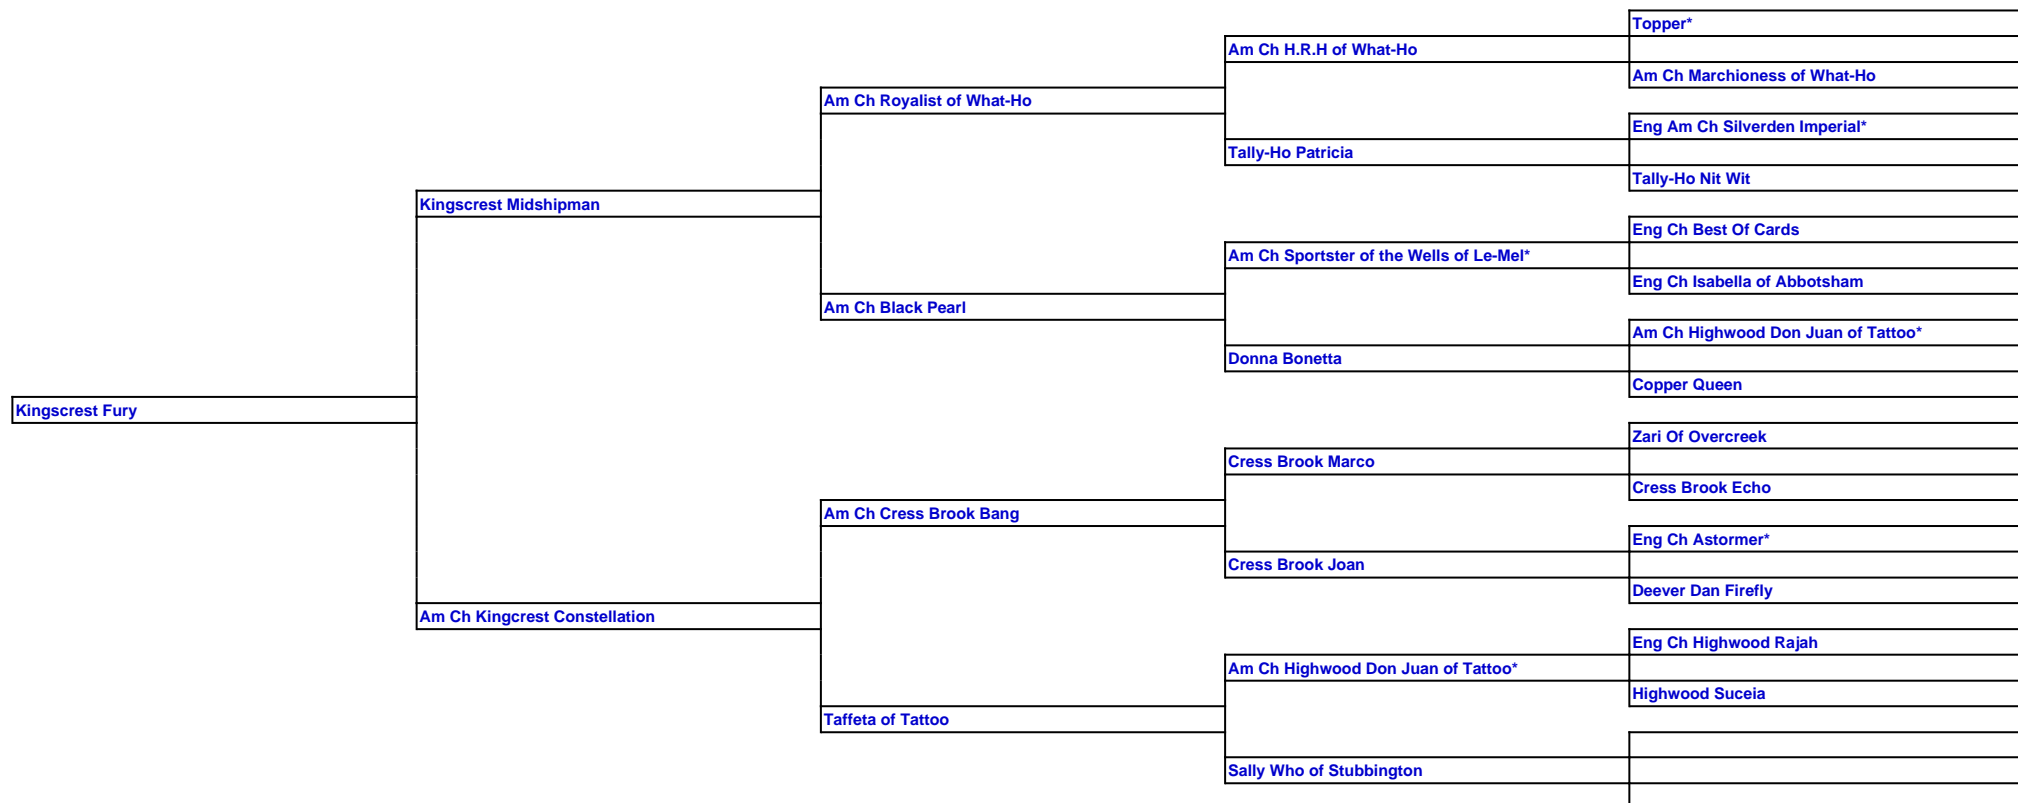 Topper*
Am Ch H.R.H of What-Ho
Am Ch Marchioness of What-Ho
Am Ch Royalist of What-Ho
Eng Am Ch Silverden Imperial*
Tally-Ho Patricia
Tally-Ho Nit Wit
Kingscrest Midshipman
Eng Ch Best Of Cards
Am Ch Sportster of the Wells of Le-Mel*
Eng Ch Isabella of Abbotsham
Am Ch Black Pearl
Am Ch Highwood Don Juan of Tattoo*
Donna Bonetta
Copper Queen
Kingscrest Fury
Zari Of Overcreek
Cress Brook Marco
Cress Brook Echo
Am Ch Cress Brook Bang
Eng Ch Astormer*
Cress Brook Joan
Deever Dan Firefly
Am Ch Kingcrest Constellation
Eng Ch Highwood Rajah
Am Ch Highwood Don Juan of Tattoo*
Highwood Suceia
Taffeta of Tattoo
Sally Who of Stubbington